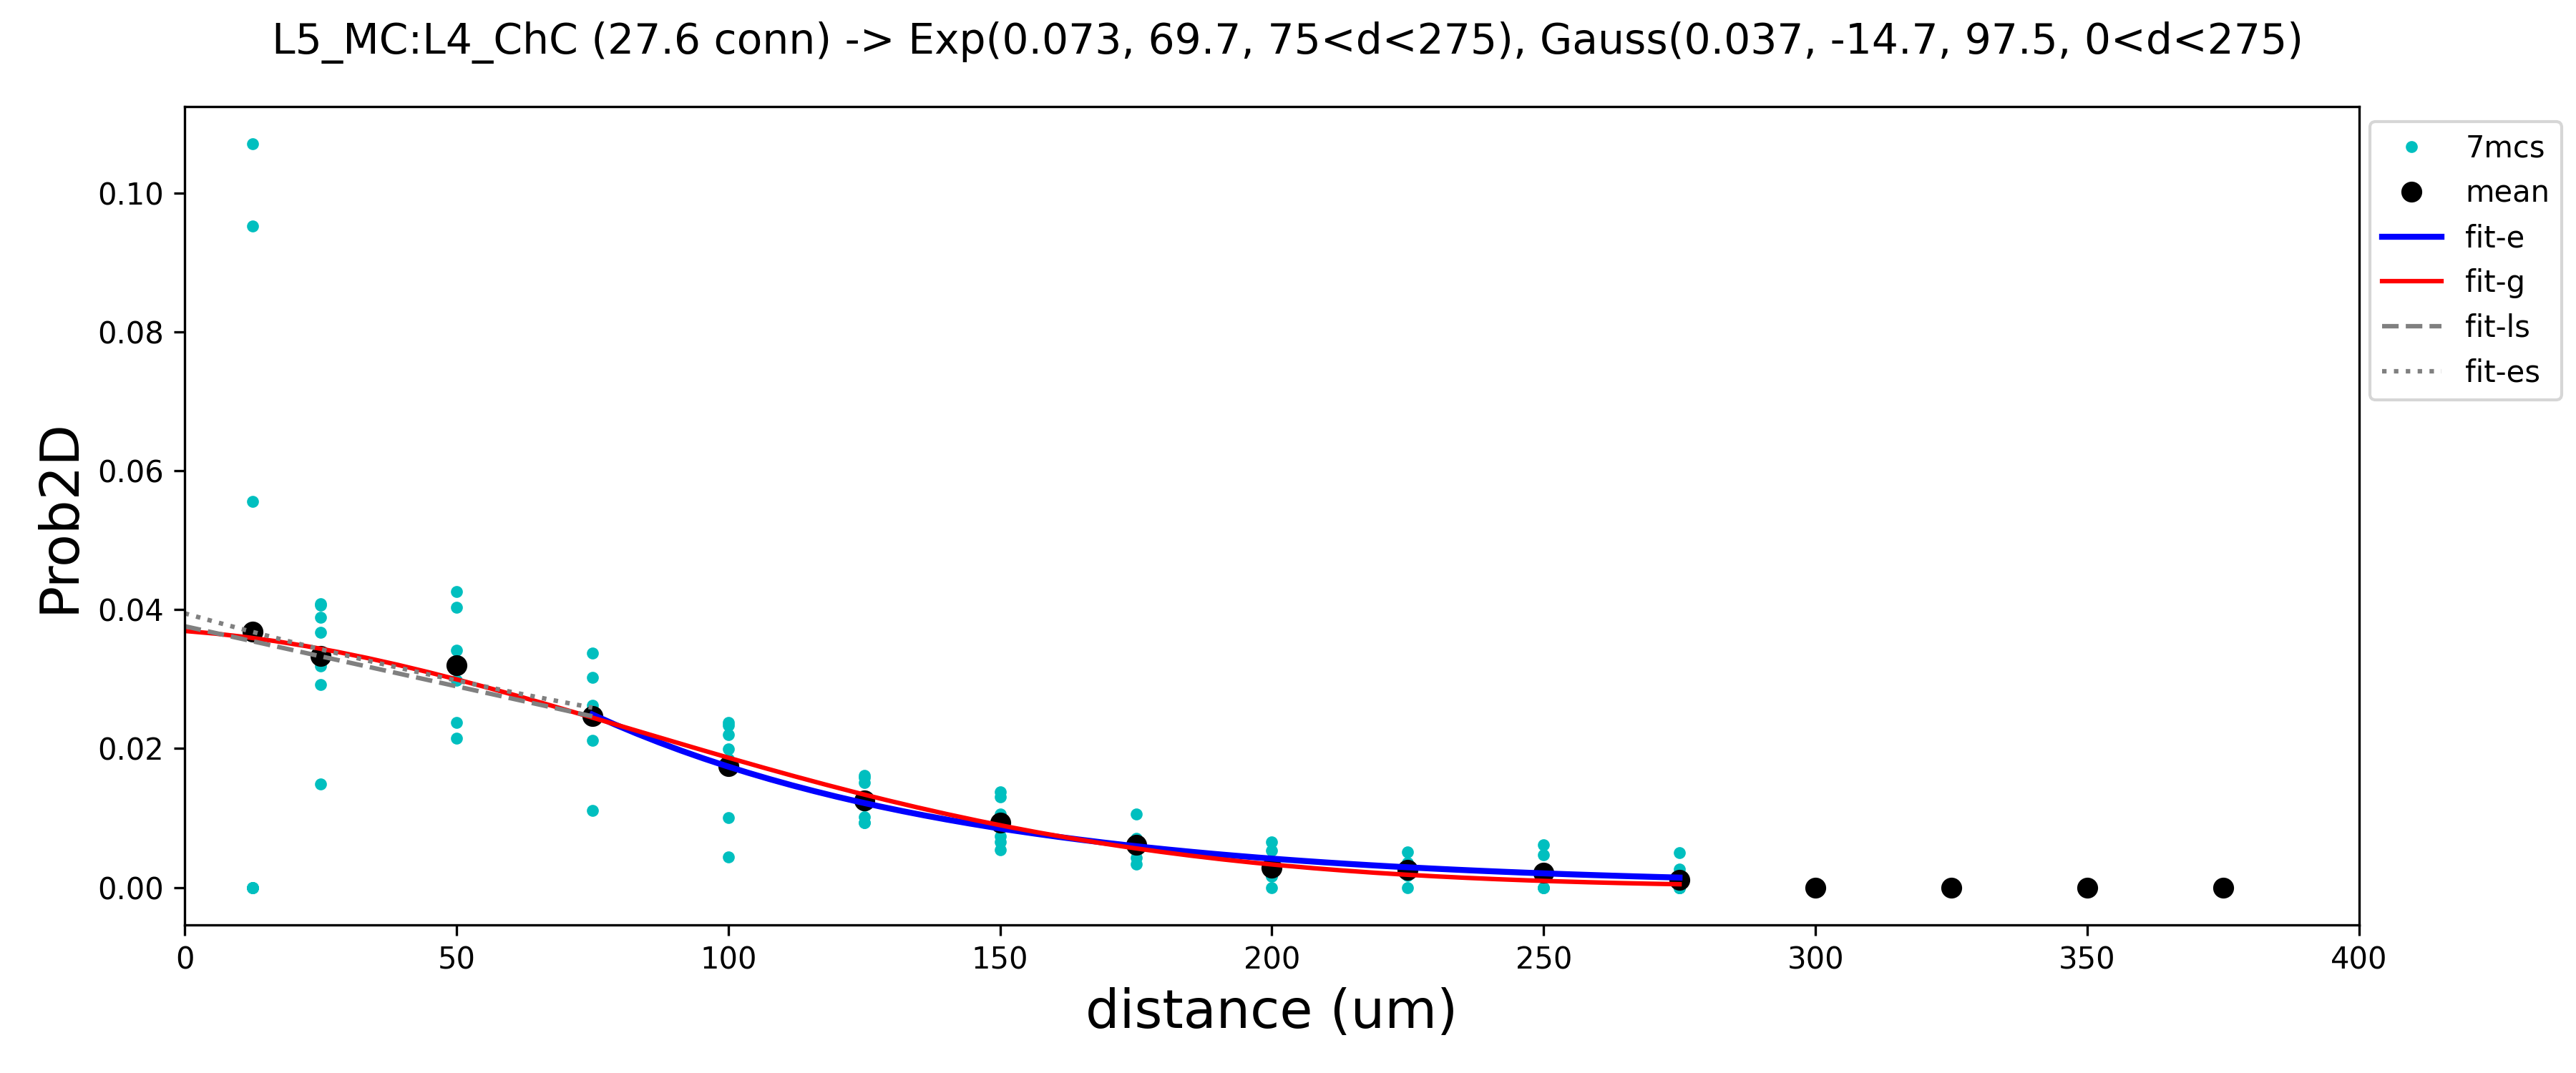 L5_MC:L4_ChC (27.6 conn) -> Exp(0.073, 69.7, 75<d<275), Gauss(0.037, -14.7, 97.5, 0<d<275)
7mcs
mean
fit-e
fit-g
fit-ls
fit-es
Prob2D
0.10
0.08
0.06
0.04
0.02
0.00
0 50 100 150 200 250 300 350 400
distance (um)